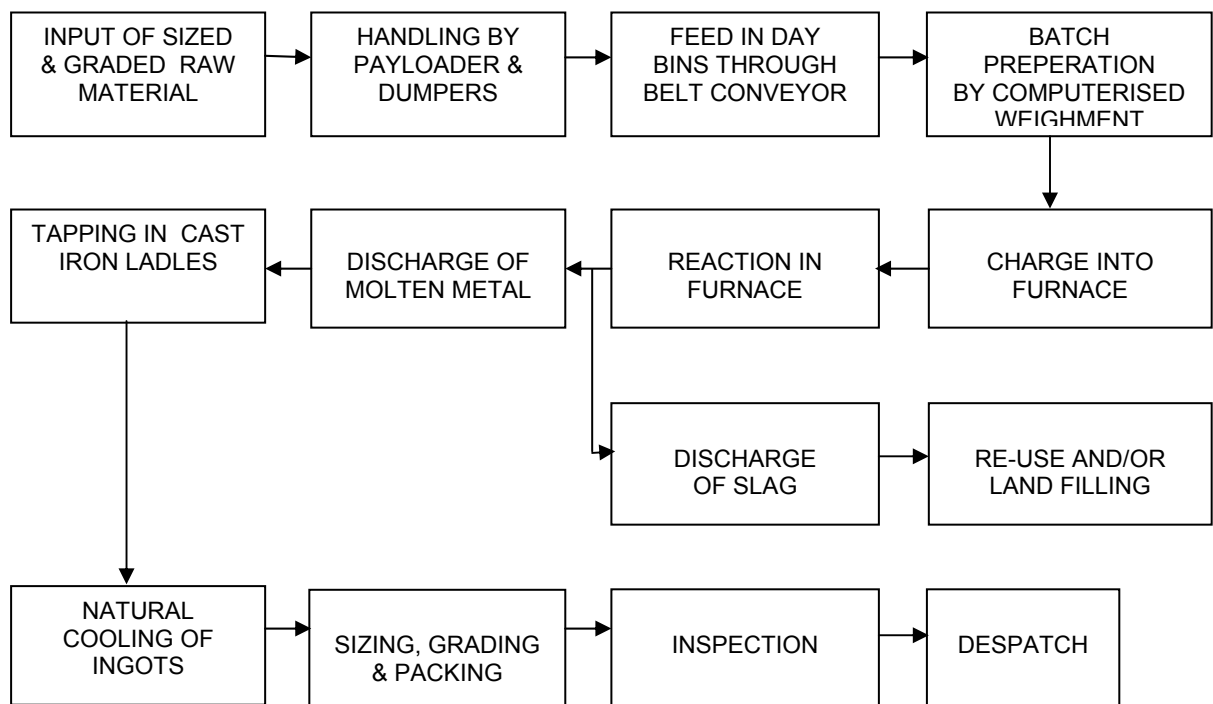 INPUT OF SIZED
& GRADED RAW
MATERIAL
HANDLING BY
PAYLOADER &
DUMPERS
FEED IN DAY
BINS THROUGH
BELT CONVEYOR
BATCH
PREPERATION
BY COMPUTERISED
WEIGHMENT
TAPPING IN CAST
IRON LADLES
DISCHARGE OF
MOLTEN METAL
REACTION IN
FURNACE
CHARGE INTO
FURNACE
DISCHARGE
OF SLAG
RE-USE AND/OR
LAND FILLING
NATURAL
COOLING OF
INGOTS
SIZING, GRADING
& PACKING
INSPECTION
DESPATCH